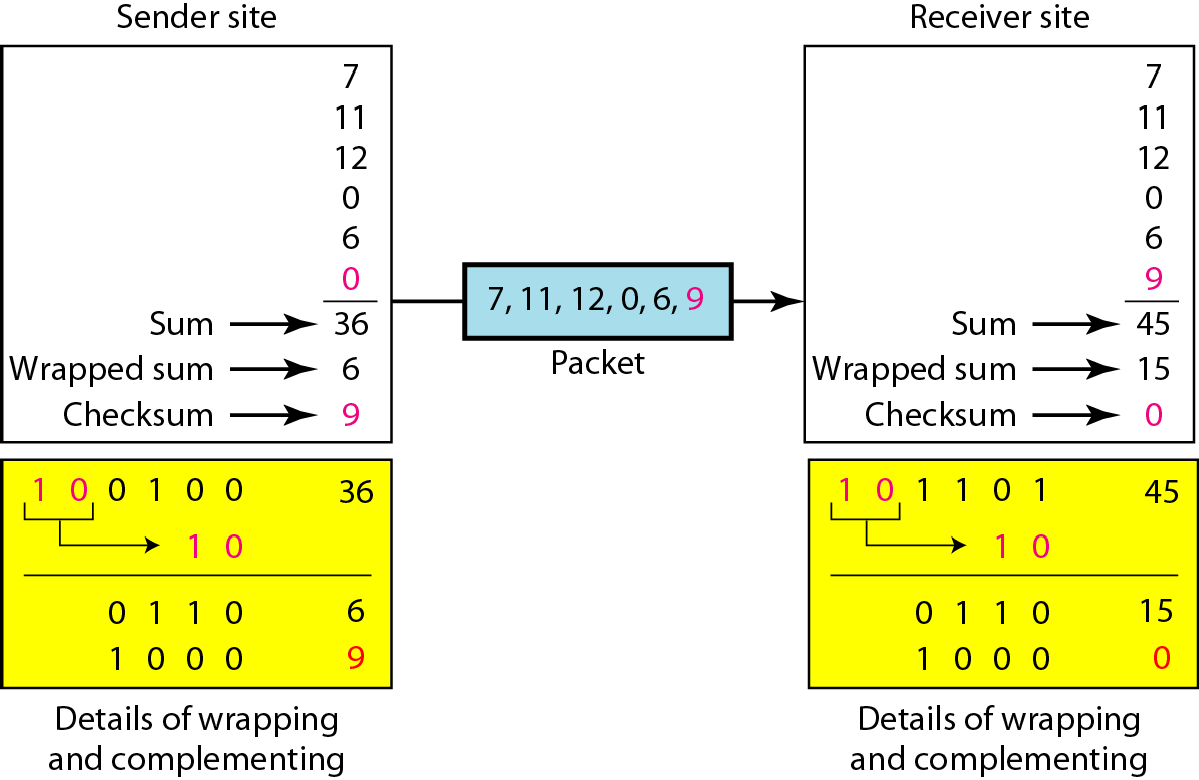 Sender site
7
11
12
0
6
0
Sum 36
Wrapped sum 6
Checksum 9
1 0 0 1 0 0 36
1 0
0 1 1 0 6
1 0 0 0 9
Details of wrapping
and complementing
7, 11, 12, 0, 6, 9
Packet
Receiver site
7
11
12
0
6
9
Sum 45
Wrapped sum 15
Checksum 0
1 0 1 1 0 1 45
1 0
0 1 1 0 15
1 0 0 0 0
Details of wrapping
and complementing